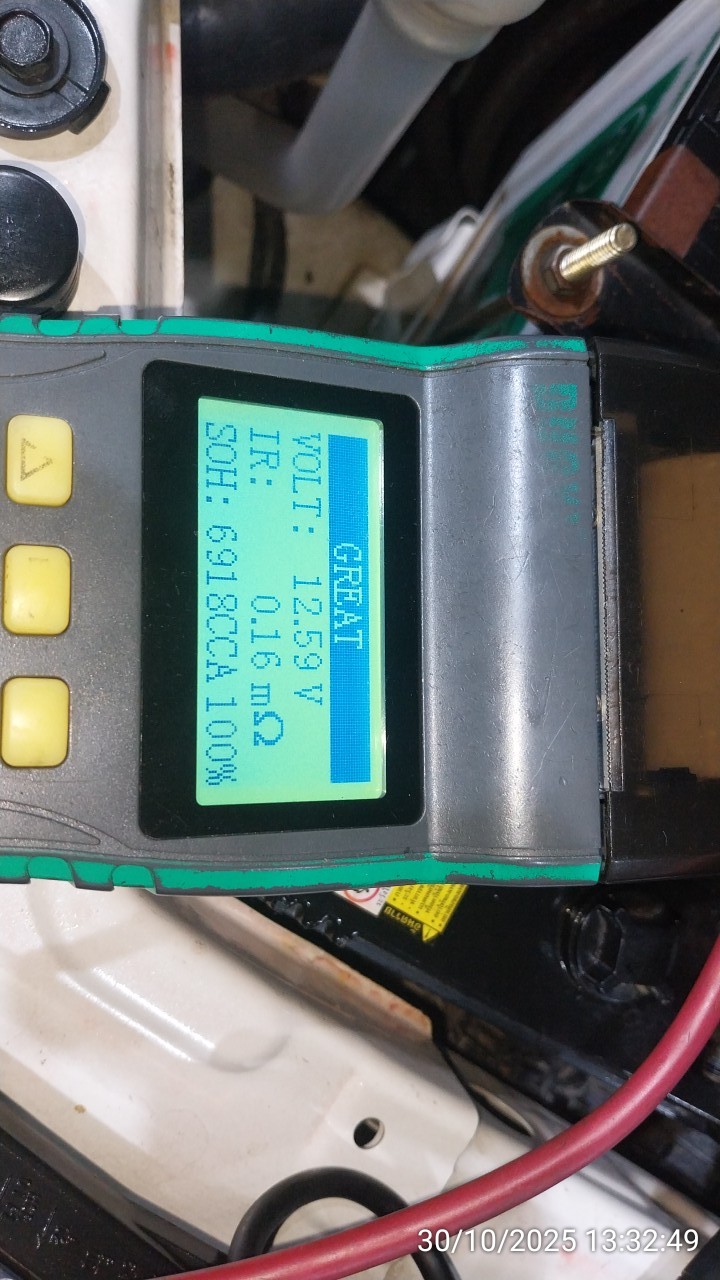 GREAT
VOLT: 12.59 V
IR: 0.16 mΩ
SOH: 6918CCA 100%
30/10/2025 13:32:49